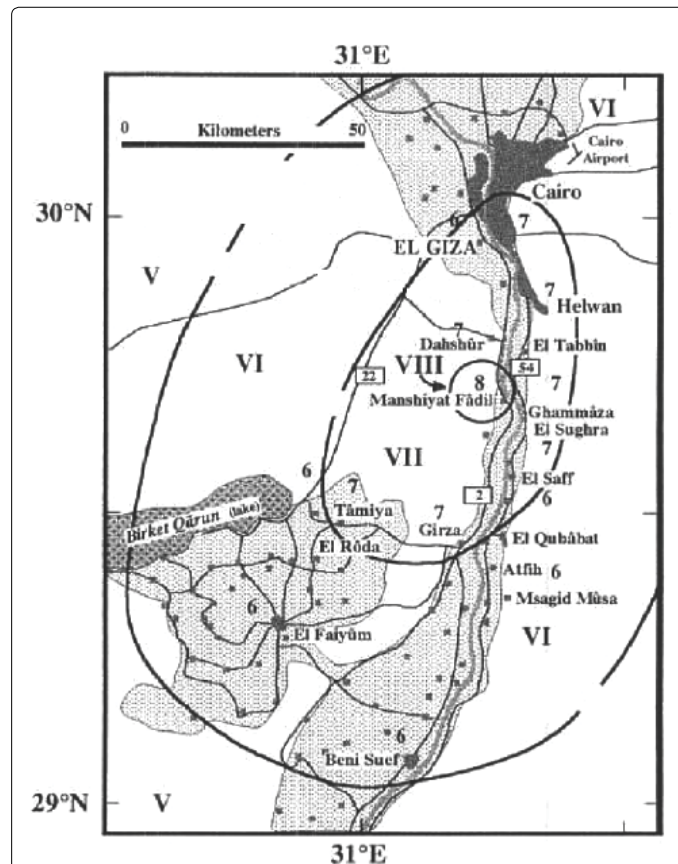 31°E
0 Kilometers 50
VI
Cairo
Airport
Cairo
30°N
6
7
EL GIZA
V
7
Helwan
7
Dahshûr
El Tabbin
VI
VIII
22
54
8
7
Manshiyat Fâdil
Ghammâza
El Sughra
VII
7
6
7
El Saff
2
6
Tâmiya
7
Girza
Birket Qârun (lake)
El Rôda
El Qubâbat
Atfih 6
Msagid Mûsa
6
El Faiyûm
VI
6
Beni Suef
29°N
V
31°E